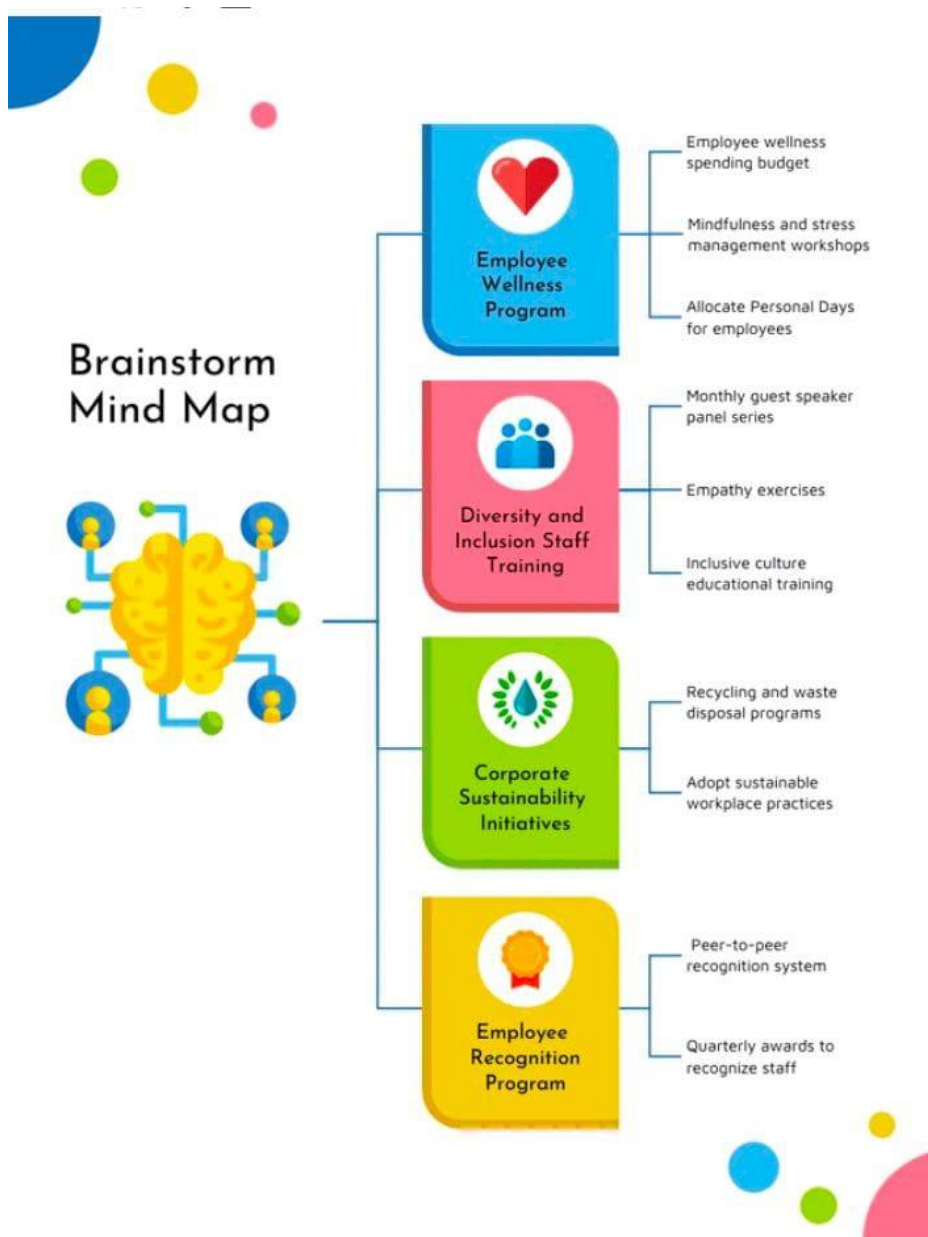 Brainstorm
Mind Map
Employee
Wellness
Program
Employee wellness
spending budget
Mindfulness and stress
management workshops
Allocate Personal Days
for employees
Diversity and
Inclusion Staff
Training
Monthly guest speaker
panel series
Empathy exercises
Inclusive culture
educational training
Corporate
Sustainability
Initiatives
Recycling and waste
disposal programs
Adopt sustainable
workplace practices
Employee
Recognition
Program
Peer-to-peer
recognition system
Quarterly awards to
recognize staff